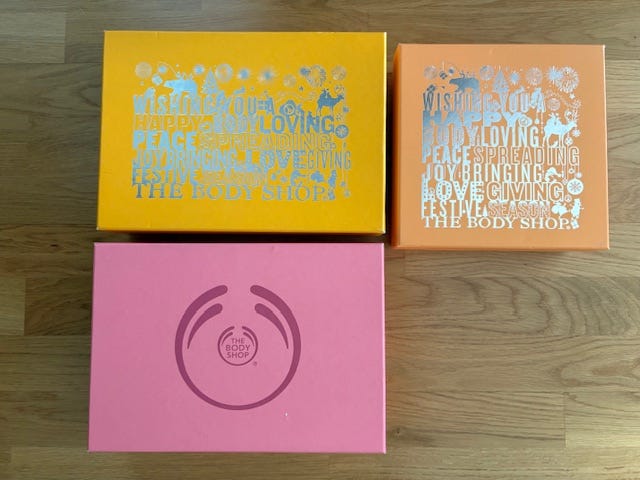 WISHING YOU A
HAPPY BODY LOVING
PEACE SPREADING
JOY BRINGING LOVE GIVING
FESTIVE SEASON
THE BODY SHOP.
WISHING YOU A
HAPPY
BODY LOVING
PEACE SPREADING
JOY BRINGING
LOVE GIVING
FESTIVE SEASON
THE BODY SHOP.
THE
BODY
SHOP
®